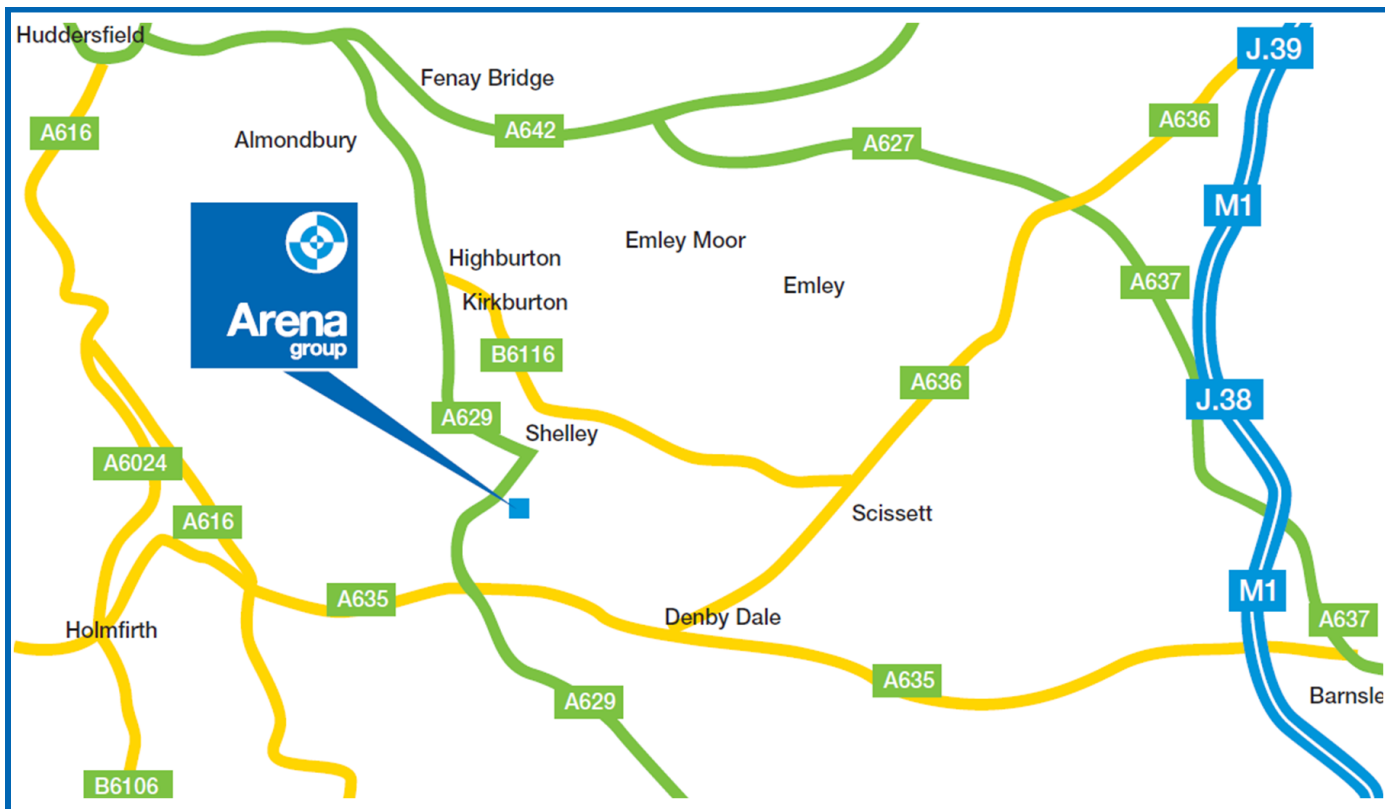 Huddersfield
J.39
Fenay Bridge
A636
A616
A642
Almondbury
A627
M1
Emley Moor
Highburton
A637
Emley
Kirkburton
Arena
group
B6116
A636
J.38
A629
Shelley
A6024
Scissett
A616
M1
A635
Denby Dale
A637
Holmfirth
A635
Barnsle
A629
B6106